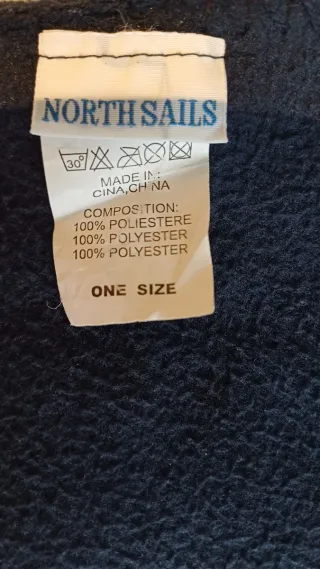 NORTH SAILS
30°
MADE IN:
CINA,CHINA
COMPOSITION:
100% POLIESTERE
100% POLYESTER
100% POLYESTER
ONE SIZE